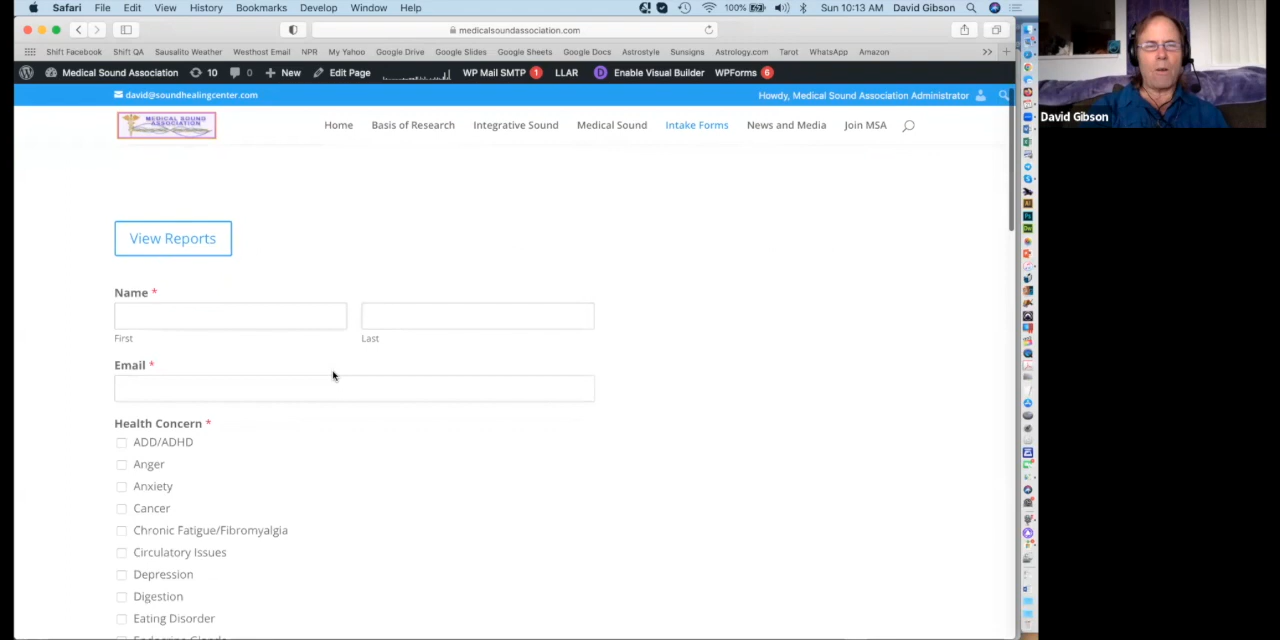 Safari File Edit View History Bookmarks Develop Window Help 100% Sun 10:13 AM David Gibson
medicalsoundassociation.com
Shift Facebook Shift QA Sausalito Weather Westhost Email NPR My Yahoo Google Drive Google Slides Google Sheets Google Docs Astrostyle Sunsigns Astrology.com Tarot WhatsApp Amazon
Medical Sound Association 10 0 New Edit Page WP Mail SMTP 1 LLAR Enable Visual Builder WPForms 6
david@soundhealingcenter.com Howdy, Medical Sound Association Administrator
David Gibson
MEDICAL SOUND
ASSOCIATION
Home Basis of Research Integrative Sound Medical Sound Intake Forms News and Media Join MSA
View Reports
Name *
First Last
Email *
Health Concern *
ADD/ADHD
Anger
Anxiety
Cancer
Chronic Fatigue/Fibromyalgia
Circulatory Issues
Depression
Digestion
Eating Disorder
Endocrine Glands